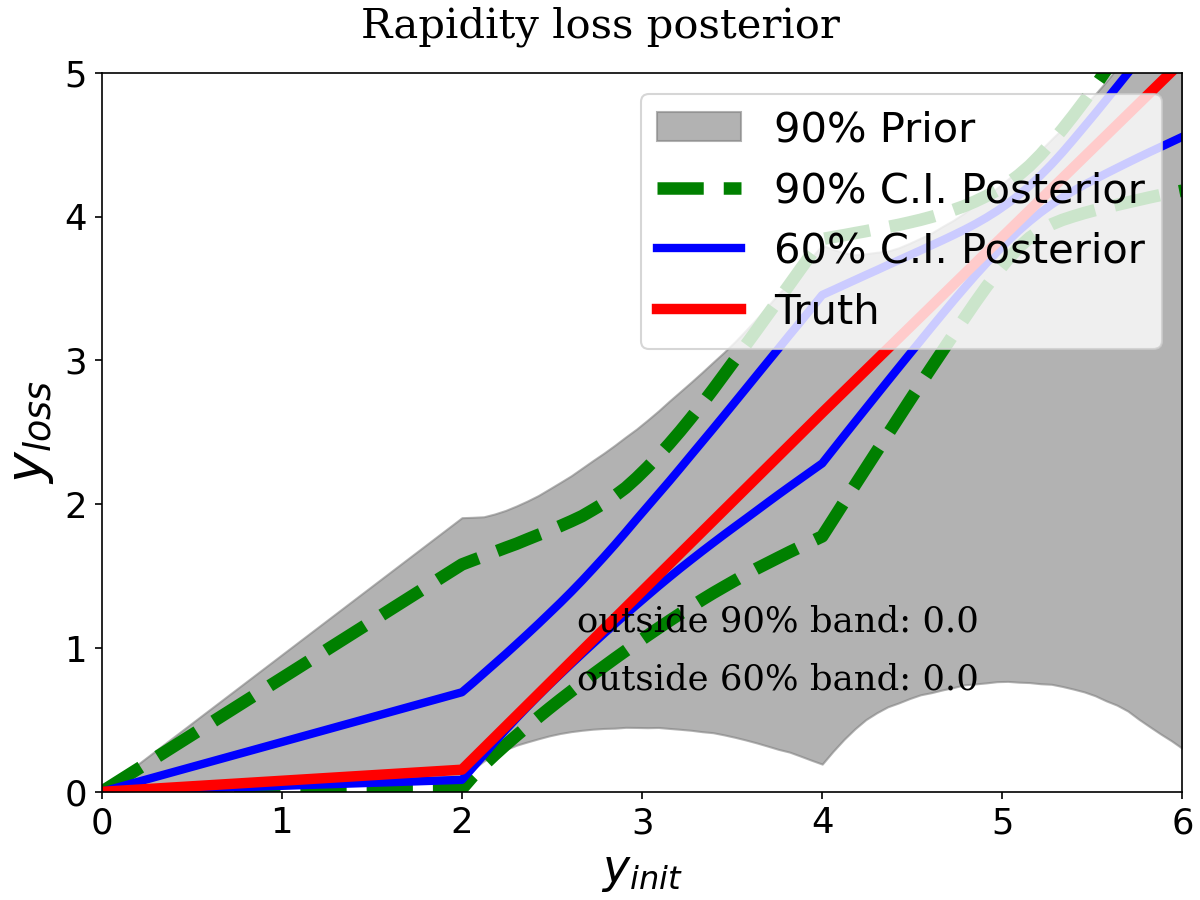 Rapidity loss posterior
5
4
3
2
1
0
y_loss
90% Prior
90% C.I. Posterior
60% C.I. Posterior
Truth
outside 90% band: 0.0
outside 60% band: 0.0
0 1 2 3 4 5 6
y_init